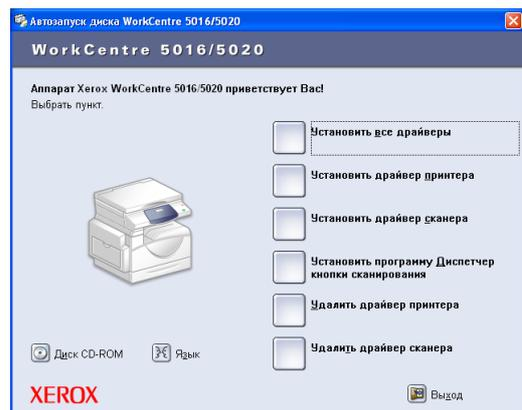 Автозапуск диска WorkCentre 5016/5020
WorkCentre 5016/5020
Аппарат Xerox WorkCentre 5016/5020 приветствует Вас!
Выбрать пункт.
Установить все драйверы
Установить драйвер принтера
Установить драйвер сканера
Установить программу Диспетчер
кнопки сканирования
Удалить драйвер принтера
Удалить драйвер сканера
Диск CD-ROM
Язык
XEROX
Выход